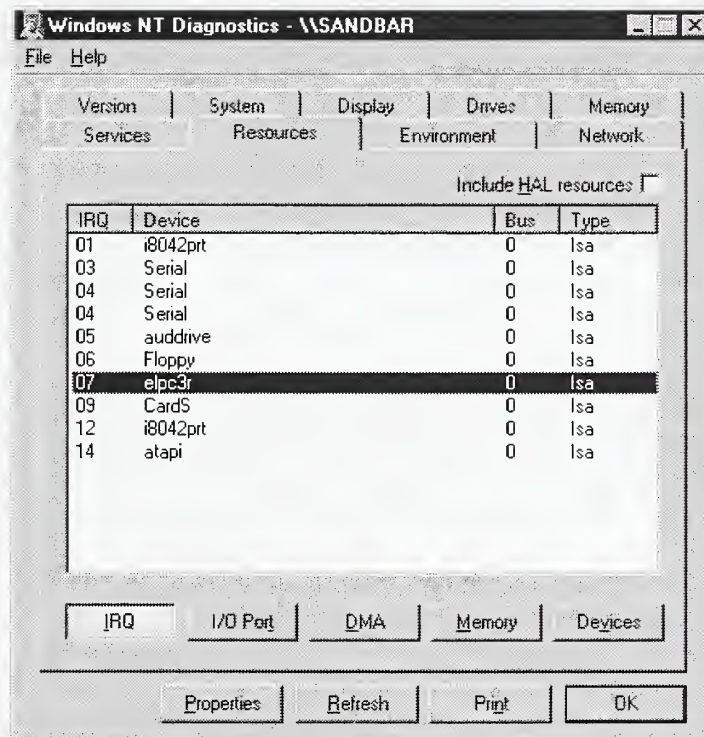 Windows NT Diagnostics - \\SANDBAR
File Help
Version System Display Drives Memory
Services Resources Environment Network
Include HAL resources
IRQ Device Bus Type
01 i8042prt 0 Isa
03 Serial 0 Isa
04 Serial 0 Isa
04 Serial 0 Isa
05 auddrive 0 Isa
06 Floppy 0 Isa
07 elpc3r 0 Isa
09 CardS 0 Isa
12 i8042prt 0 Isa
14 atapi 0 Isa
IRQ I/O Port DMA Memory Devices
Properties Refresh Print OK